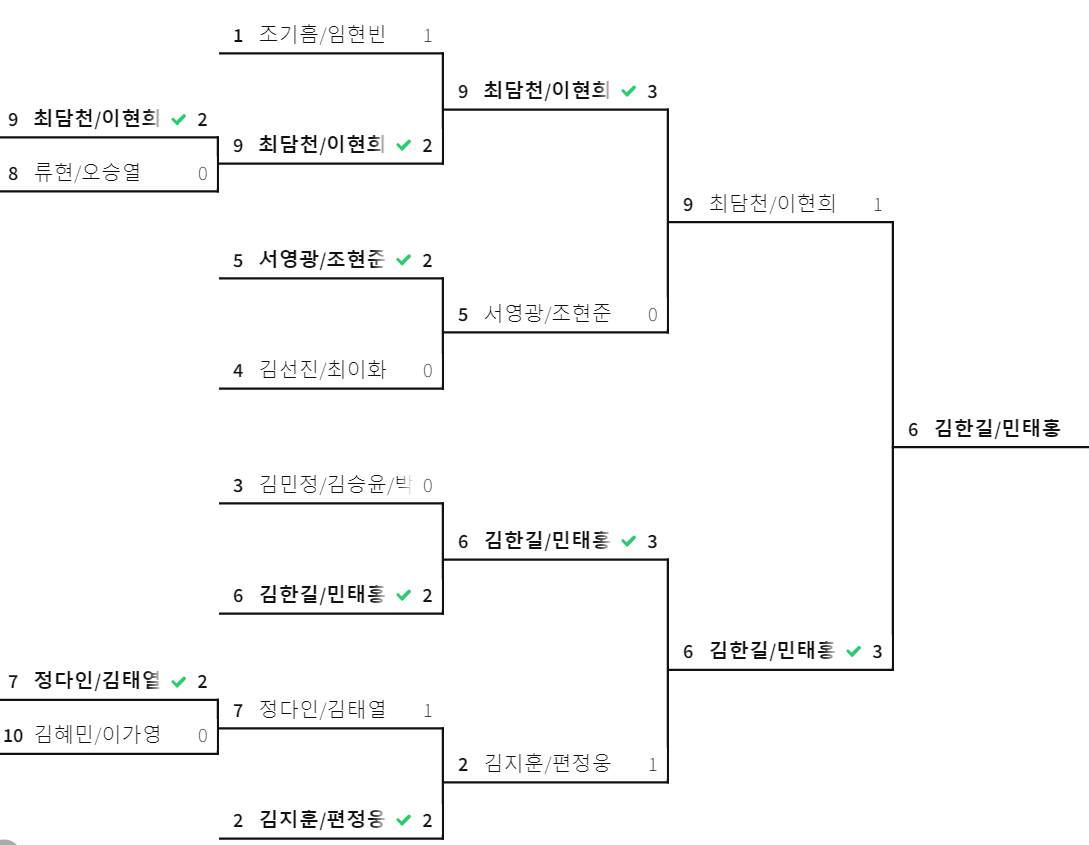 1 조기흠/임현빈 1
9 최담천/이현희 2
8 류현/오승열 0
9 최담천/이현희 2
9 최담천/이현희 3
5 서영광/조현준 2
4 김선진/최이화 0
5 서영광/조현준 0
9 최담천/이현희 1
3 김민정/김승윤/박 0
6 김한길/민태홍 2
6 김한길/민태홍 3
7 정다인/김태열 2
10 김혜민/이가영 0
7 정다인/김태열 1
2 김지훈/편정웅 2
2 김지훈/편정웅 1
6 김한길/민태홍 3
6 김한길/민태홍